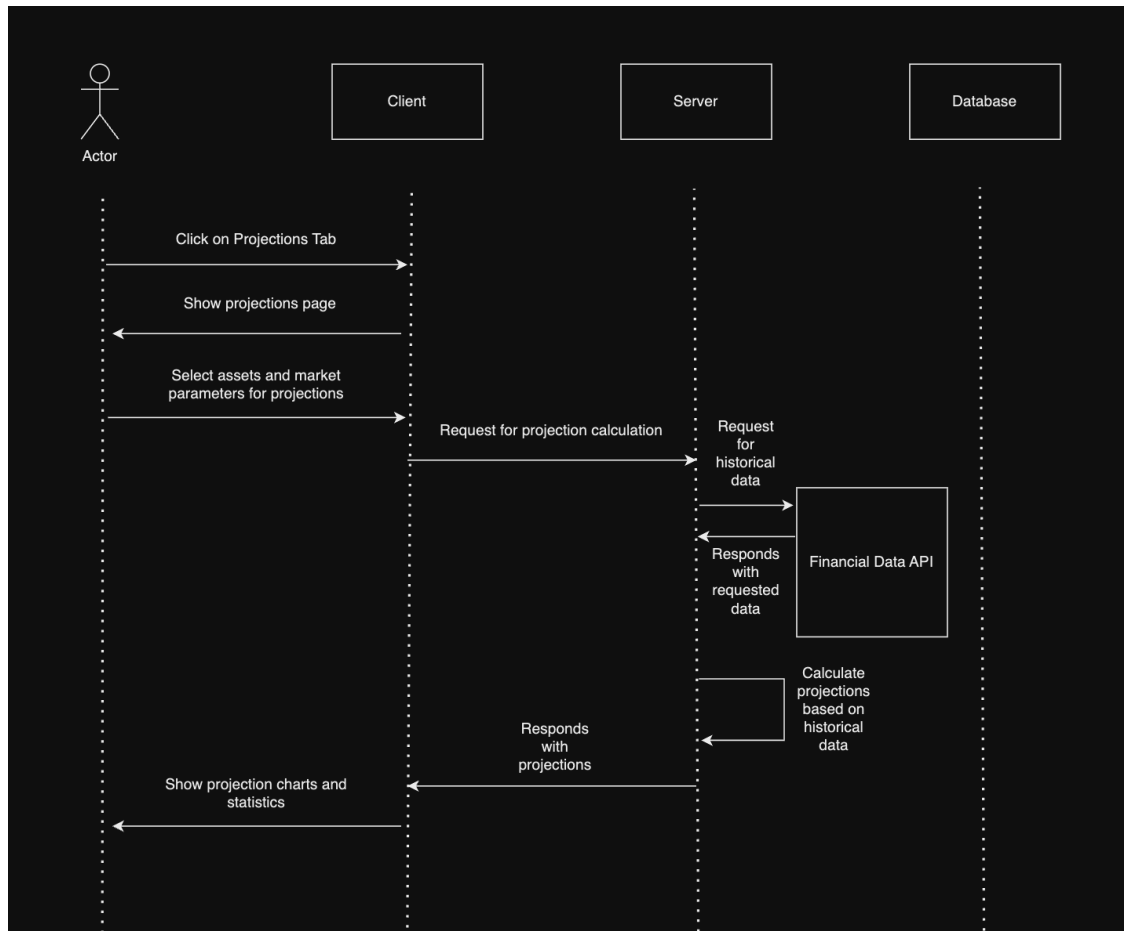 Client
Server
Database
Actor
Click on Projections Tab
Show projections page
Select assets and market
parameters for projections
Request for projection calculation
Request
for
historical
data
Responds
with
requested
data
Financial Data API
Calculate
projections
based on
historical
data
Responds
with
projections
Show projection charts and
statistics